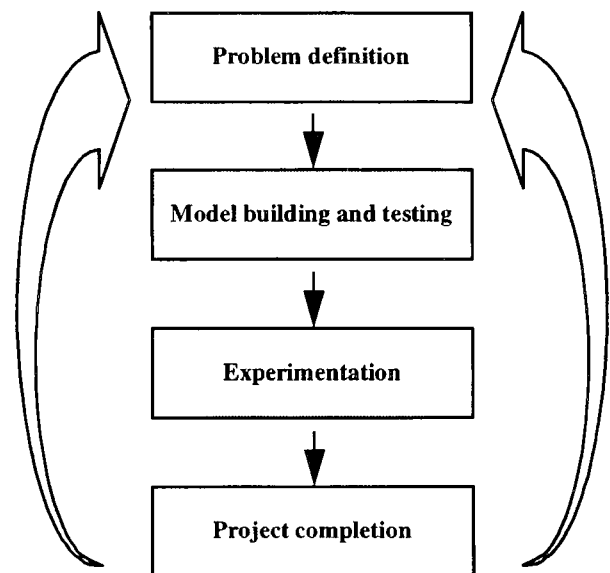 Problem definition
Model building and testing
Experimentation
Project completion